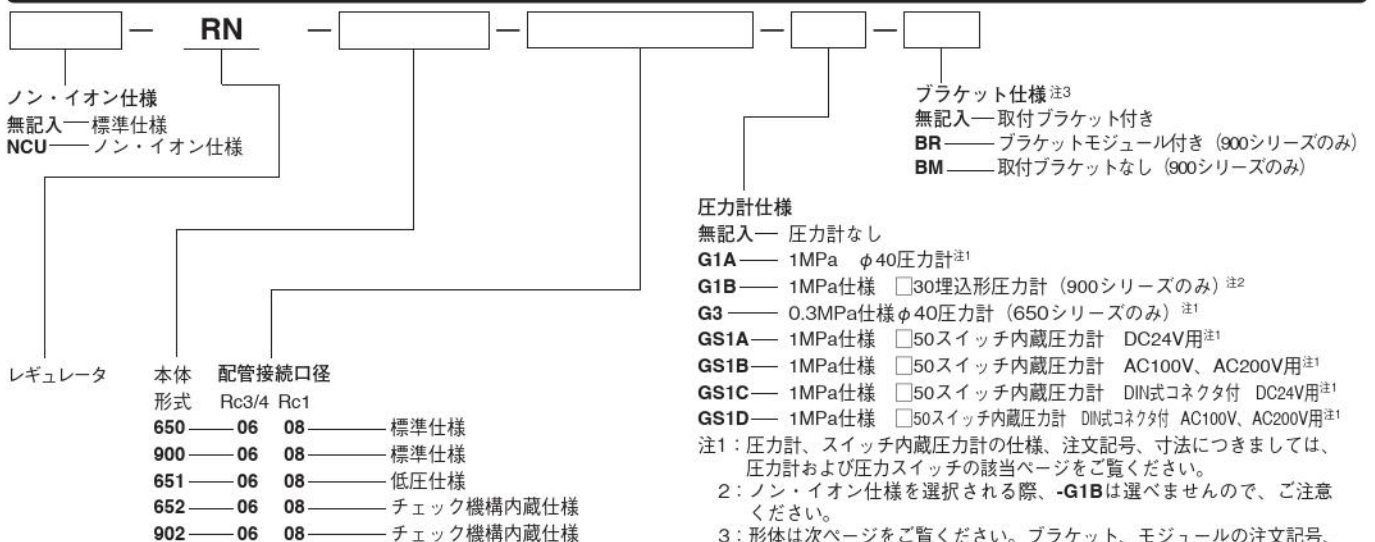 RN
ノン・イオン仕様
無記入 標準仕様
NCU ノン・イオン仕様
ブラケット仕様注3
無記入 取付ブラケット付き
BR ブラケットモジュール付き（900シリーズのみ）
BM 取付ブラケットなし（900シリーズのみ）
圧力計仕様
無記入 圧力計なし
G1A 1MPa φ40圧力計注1
G1B 1MPa仕様 □30埋込形圧力計（900シリーズのみ）注2
G3 0.3MPa仕様φ40圧力計（650シリーズのみ）注1
GS1A 1MPa仕様 □50スイッチ内蔵圧力計 DC24V用注1
GS1B 1MPa仕様 □50スイッチ内蔵圧力計 AC100V、AC200V用注1
GS1C 1MPa仕様 □50スイッチ内蔵圧力計 DIN式コネクタ付 DC24V用注1
GS1D 1MPa仕様 □50スイッチ内蔵圧力計 DIN式コネクタ付 AC100V、AC200V用注1
注1：圧力計、スイッチ内蔵圧力計の仕様、注文記号、寸法につきましては、
圧力計および圧力スイッチの該当ページをご覧ください。
2：ノン・イオン仕様を選択される際、-G1Bは選べませんので、ご注意
ください。
3：形体は次ページをご覧ください。ブラケット、モジュールの注文記号、
レギュレータ
本体 配管接続口径
形式 Rc3/4 Rc1
650 06 08 標準仕様
900 06 08 標準仕様
651 06 08 低圧仕様
652 06 08 チェック機構内蔵仕様
902 06 08 チェック機構内蔵仕様